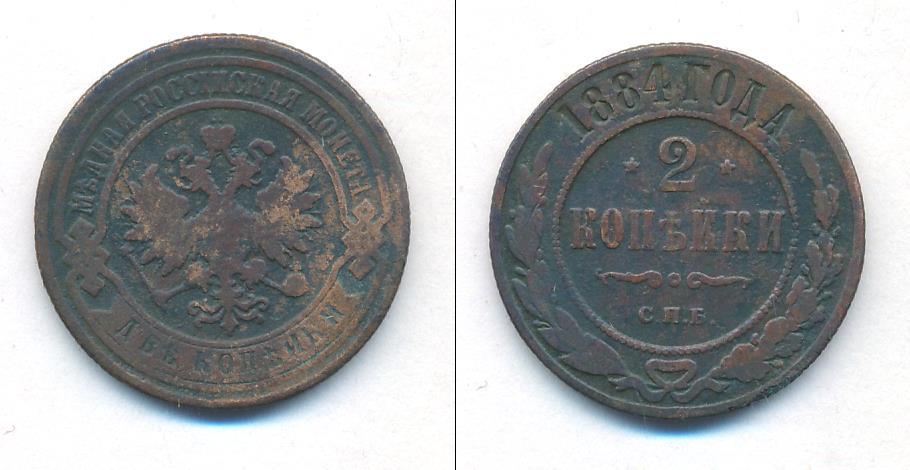 МѢДНАЯ РОССІЙСКАЯ МОНЕТА
ДВѢ КОПѢЙКИ
1884 ГОДА
2
КОПѢЙКИ
С.П.Б.